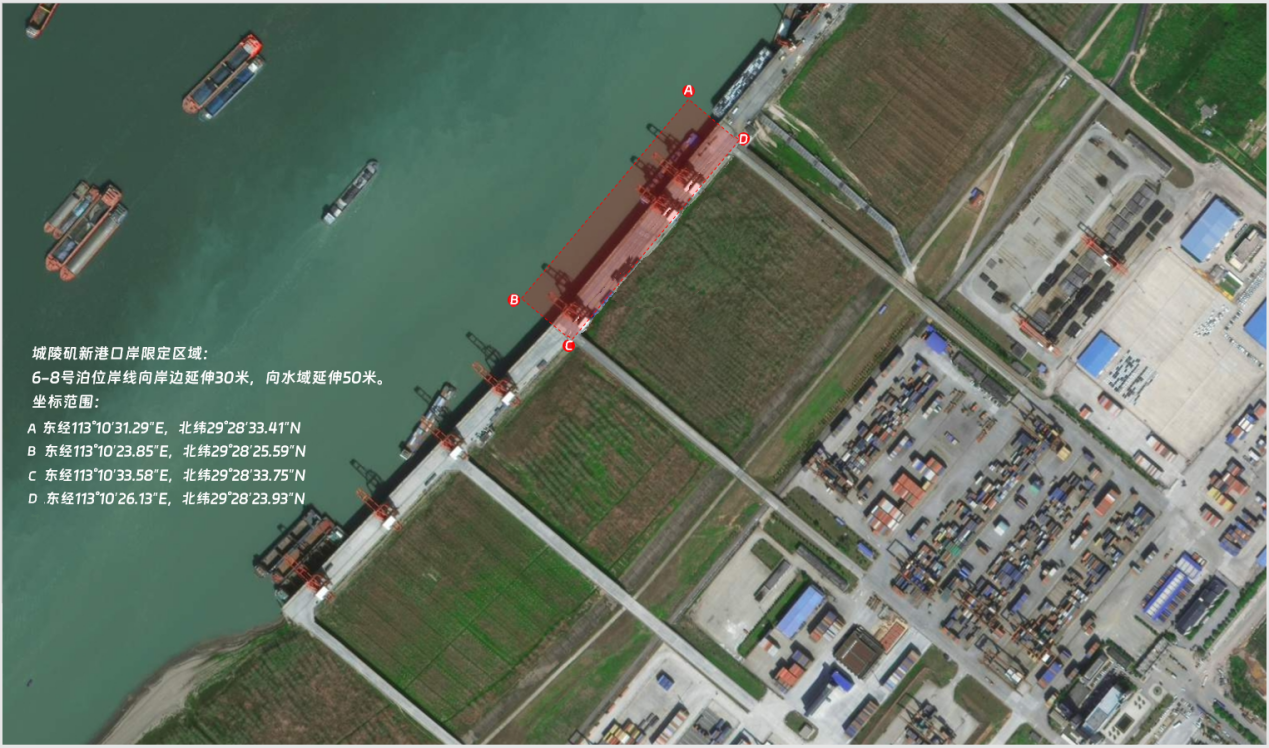 A
D
B
C
城陵矶新港口岸限定区域：
6-8号泊位岸线向岸边延伸30米，向水域延伸50米。
坐标范围：
A 东经113°10′31.29″E，北纬29°28′33.41″N
B 东经113°10′23.85″E，北纬29°28′25.59″N
C 东经113°10′33.58″E，北纬29°28′33.75″N
D 东经113°10′26.13″E，北纬29°28′23.93″N